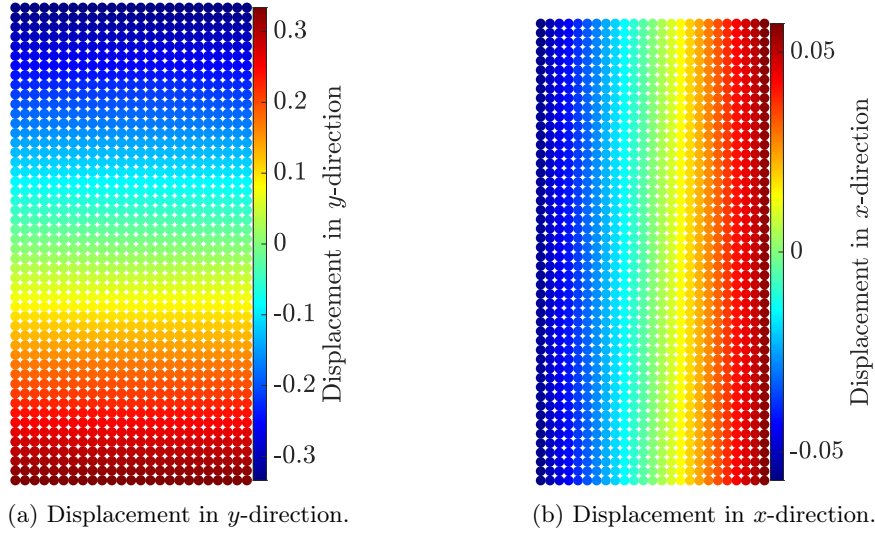 0.3
0.2
0.1
0
-0.1
-0.2
-0.3
Displacement in y-direction
(a) Displacement in y-direction.
0.05
0
-0.05
Displacement in x-direction
(b) Displacement in x-direction.